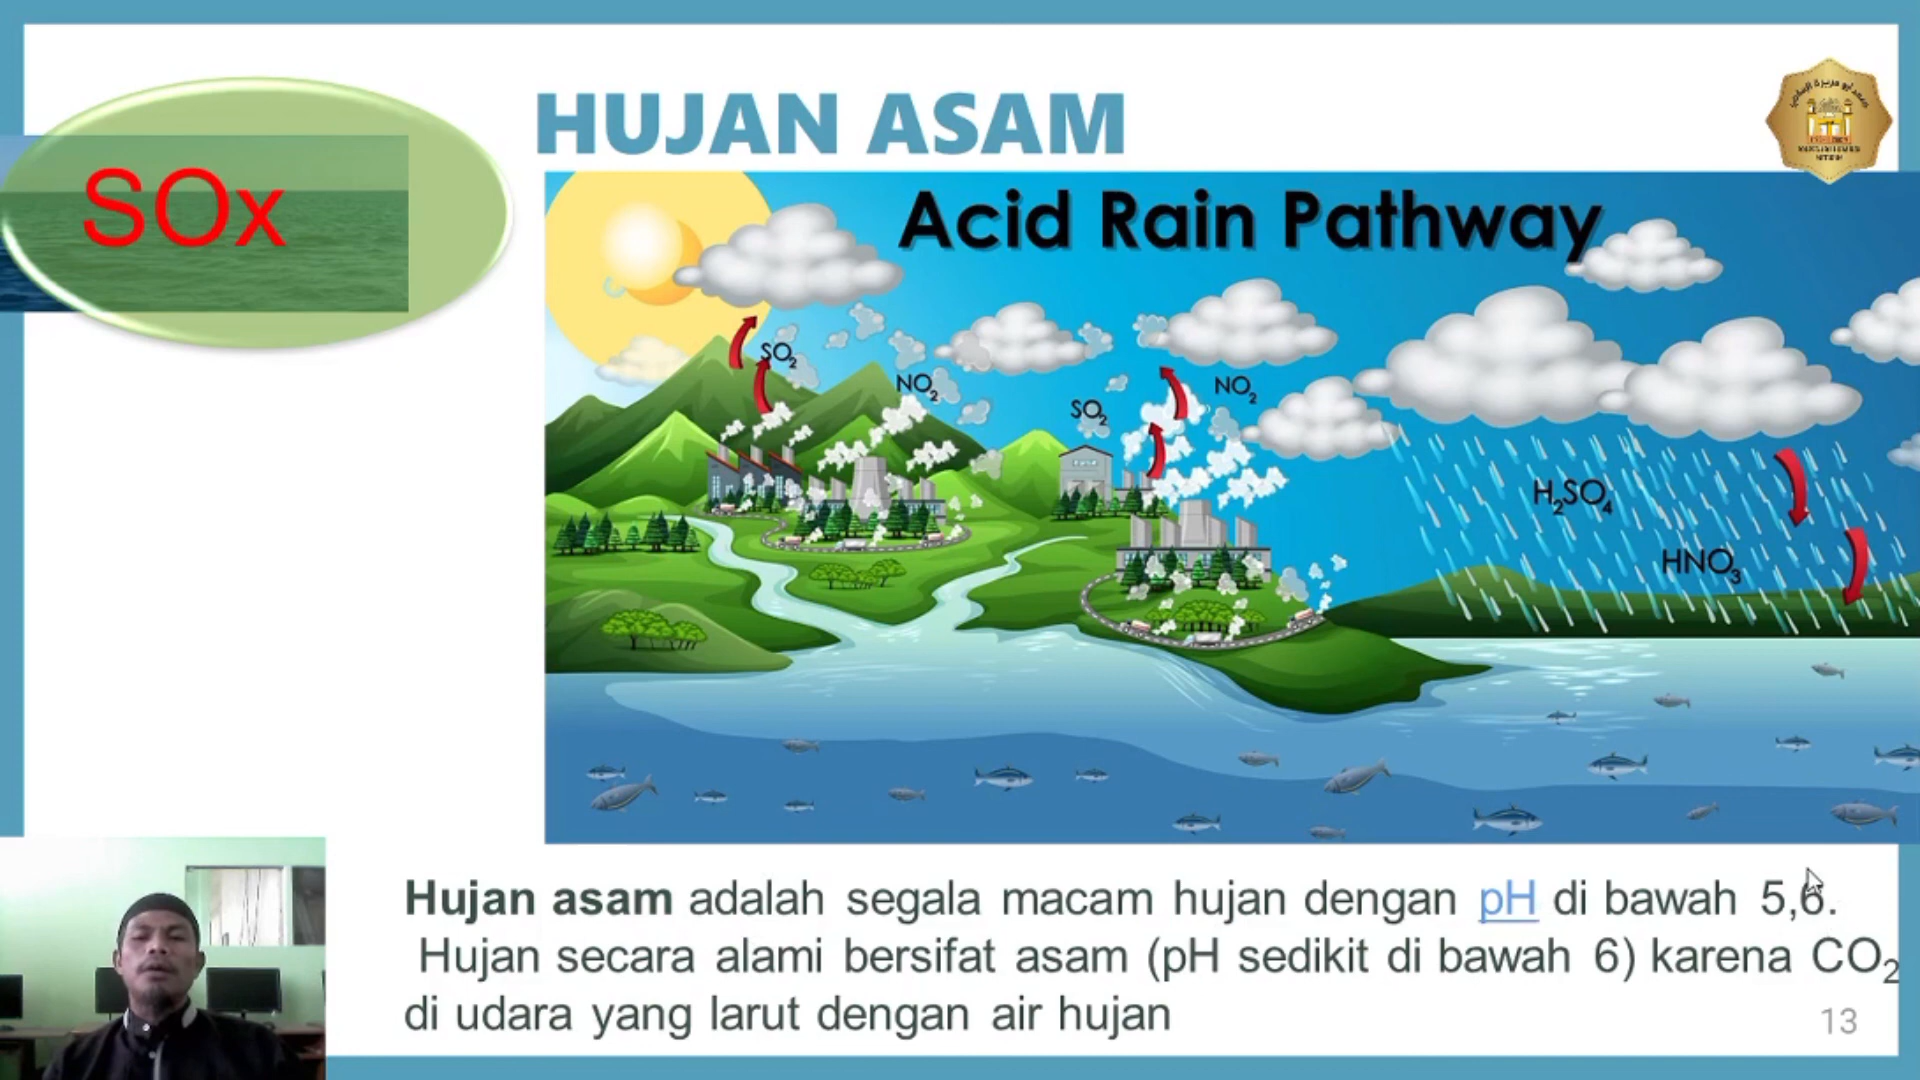 HUJAN ASAM
SOx
Acid Rain Pathway
SO₂
NO₂
SO₂
NO₂
H₂SO₄
HNO₃
Hujan asam adalah segala macam hujan dengan pH di bawah 5,6.
Hujan secara alami bersifat asam (pH sedikit di bawah 6) karena CO₂
di udara yang larut dengan air hujan
13